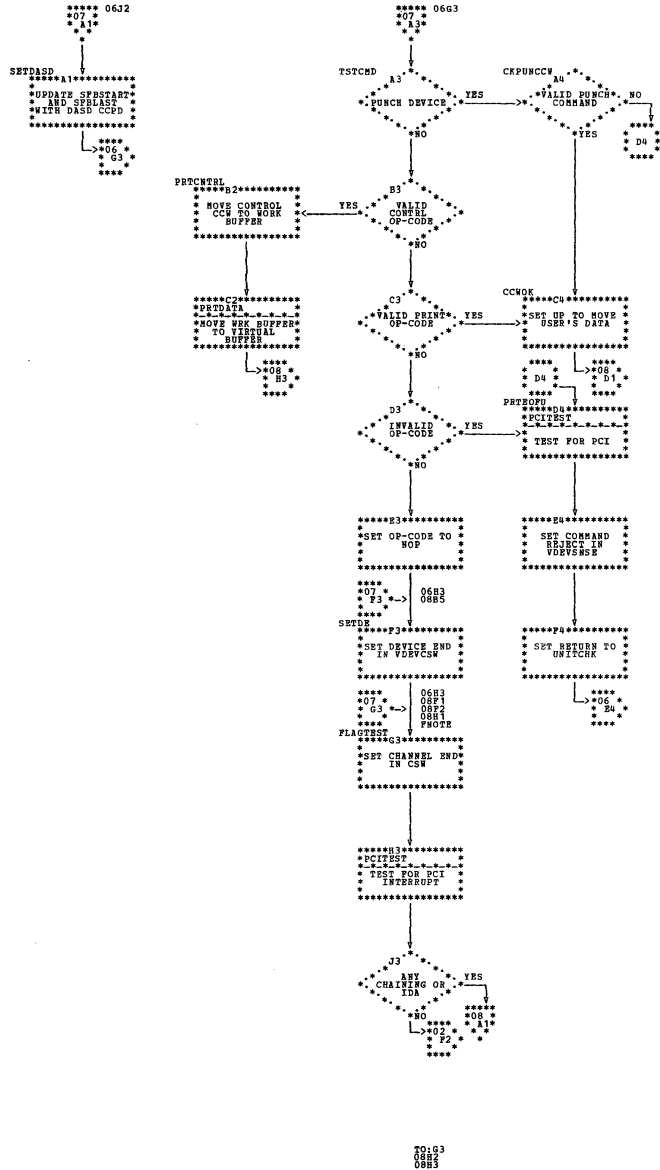 06J2
07
A1
SETDASD
A1
UPDATE SFBSTART
AND SFBLAST
WITH DASD CCPD
06
G3
06G3
07
A3
TSTCMD
A3
PUNCH DEVICE
YES
NO
CKPUNCCW
A4
VALID PUNCH
COMMAND
NO
YES
D4
PRTCNTRL
B2
MOVE CONTROL
CCW TO WORK
BUFFER
YES
B3
VALID
CONTRL
OP-CODE
NO
C2
PRTDATA
MOVE WRK BUFFER
TO VIRTUAL
BUFFER
08
H3
C3
VALID PRINT
OP-CODE
YES
NO
CCWOK
C4
SET UP TO MOVE
USER'S DATA
D4
08
D1
D3
INVALID
OP-CODE
YES
NO
PRTEOFU
D4
PCITEST
TEST FOR PCI
E3
SET OP-CODE TO
NOP
E4
SET COMMAND
REJECT IN
VDEVSNSE
07
F3
06H3
08B5
SETDE
F3
SET DEVICE END
IN VDEVCSW
F4
SET RETURN TO
UNITCHK
06
E4
07
G3
06H3
08F1
08F2
08H1
FNOTE
FLAGTEST
G3
SET CHANNEL END
IN CSW
H3
PCITEST
TEST FOR PCI
INTERRUPT
J3
ANY
CHAINING OR
IDA
YES
NO
08
A1
02
F2
TO:G3
08H2
08H3